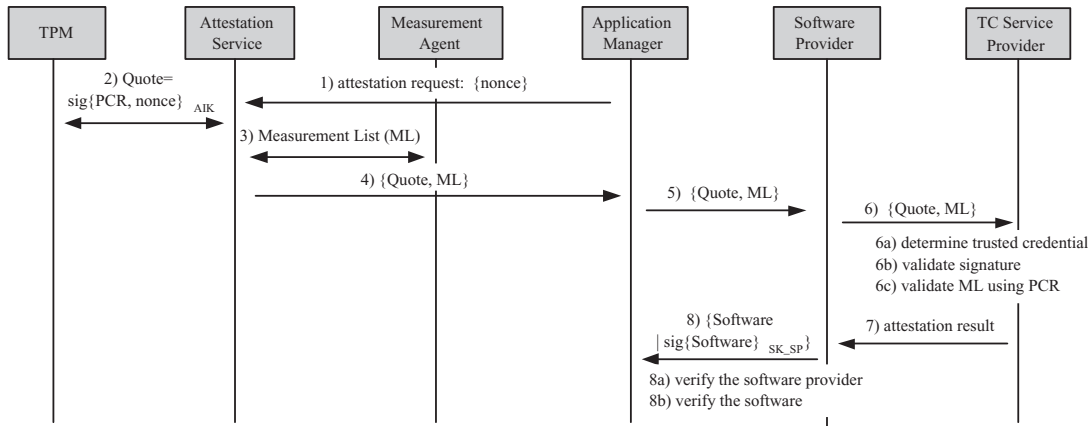 TPM
Attestation
Service
Measurement
Agent
Application
Manager
Software
Provider
TC Service
Provider
2) Quote=
sig{PCR, nonce} AIK
1) attestation request: {nonce}
3) Measurement List (ML)
4) {Quote, ML}
5) {Quote, ML}
6) {Quote, ML}
6a) determine trusted credential
6b) validate signature
6c) validate ML using PCR
7) attestation result
8) {Software
| sig{Software} SK_SP}
8a) verify the software provider
8b) verify the software